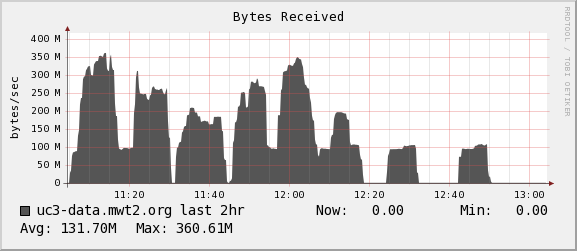 Bytes Received
RRDTOOL / TOBI OETIKER
bytes/sec
400 M
350 M
300 M
250 M
200 M
150 M
100 M
50 M
0
11:20 11:40 12:00 12:20 12:40 13:00
uc3-data.mwt2.org last 2hr Now: 0.00 Min: 0.00
Avg: 131.70M Max: 360.61M